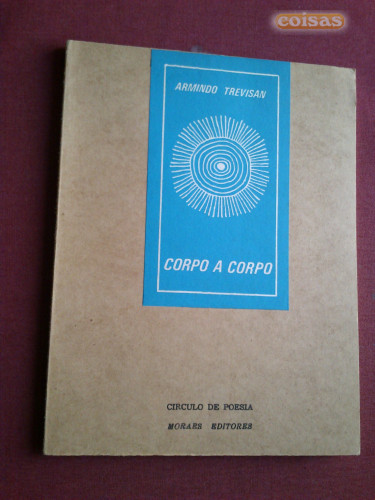 coisas
ARMINDO TREVISAN
CORPO A CORPO
CIRCULO DE POESIA
MORAES EDITORES